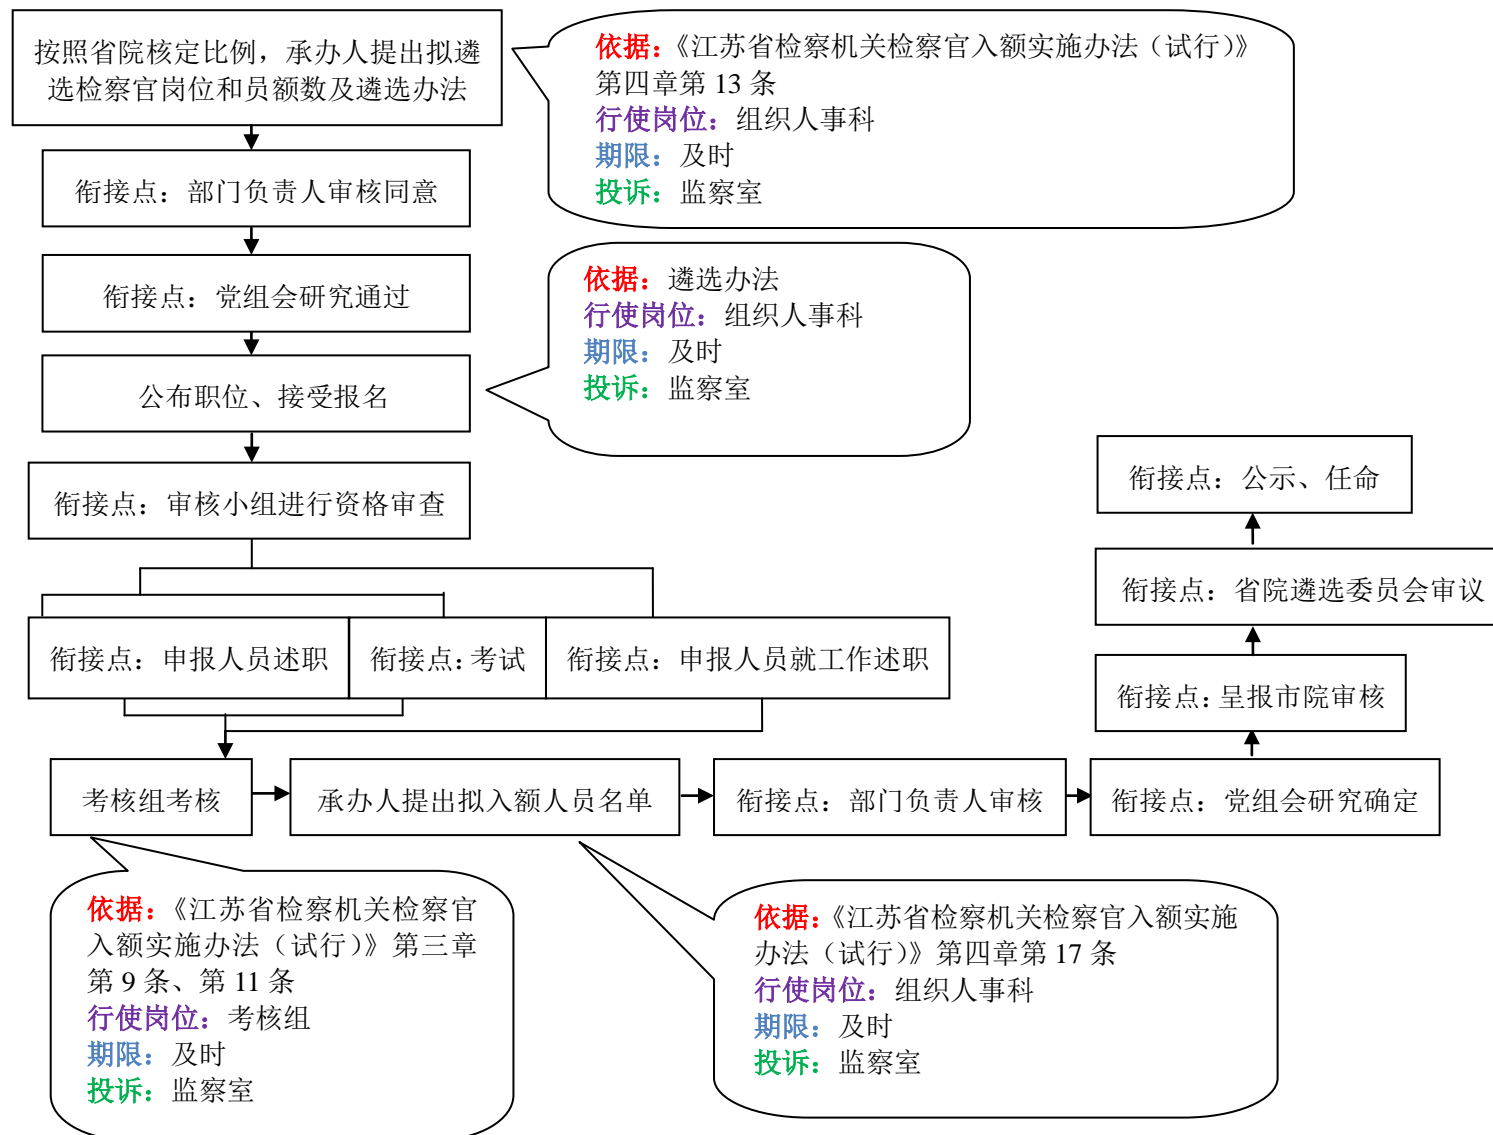 按照省院核定比例，承办人提出拟遴
选检察官岗位和员额数及遴选办法
依据：《江苏省检察机关检察官入额实施办法（试行）》
第四章第 13 条
行使岗位：组织人事科
期限：及时
投诉：监察室
衔接点：部门负责人审核同意
衔接点：党组会研究通过
依据：遴选办法
行使岗位：组织人事科
期限：及时
投诉：监察室
公布职位、接受报名
衔接点：审核小组进行资格审查
衔接点：申报人员述职
衔接点：考试
衔接点：申报人员就工作述职
考核组考核
承办人提出拟入额人员名单
衔接点：部门负责人审核
衔接点：党组会研究确定
衔接点：呈报市院审核
衔接点：省院遴选委员会审议
衔接点：公示、任命
依据：《江苏省检察机关检察官
入额实施办法（试行）》第三章
第 9 条、第 11 条
行使岗位：考核组
期限：及时
投诉：监察室
依据：《江苏省检察机关检察官入额实施
办法（试行）》第四章第 17 条
行使岗位：组织人事科
期限：及时
投诉：监察室